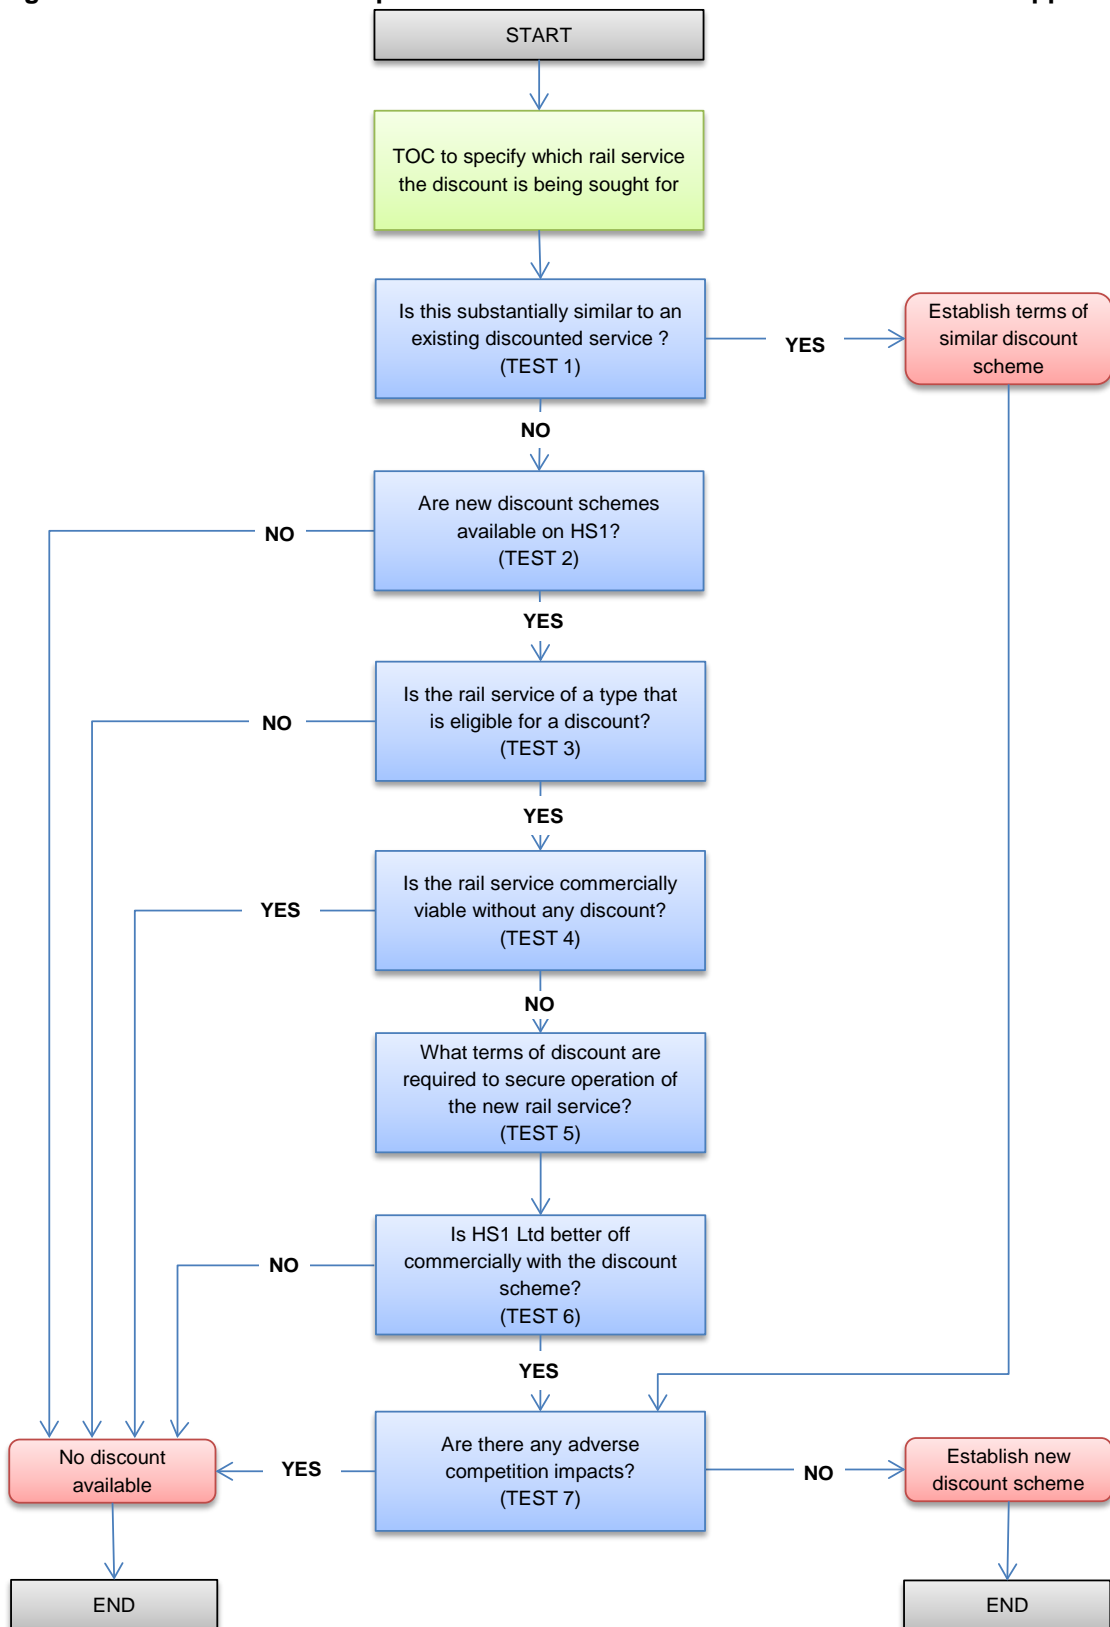 START
TOC to specify which rail service
the discount is being sought for
Is this substantially similar to an
existing discounted service ?
(TEST 1)
YES
Establish terms of
similar discount
scheme
NO
Are new discount schemes
available on HS1?
(TEST 2)
NO
YES
Is the rail service of a type that
is eligible for a discount?
(TEST 3)
NO
YES
Is the rail service commercially
viable without any discount?
(TEST 4)
YES
NO
What terms of discount are
required to secure operation of
the new rail service?
(TEST 5)
Is HS1 Ltd better off
commercially with the discount
scheme?
(TEST 6)
NO
YES
Are there any adverse
competition impacts?
(TEST 7)
YES
No discount
available
NO
Establish new
discount scheme
END
END